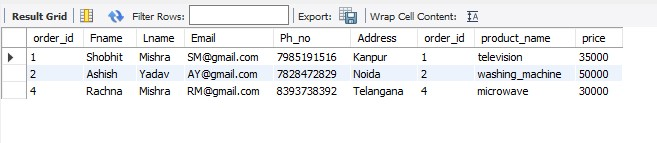 Result Grid Filter Rows: Export: Wrap Cell Content:
order_id Fname Lname Email Ph_no Address order_id product_name price
1 Shobhit Mishra SM@gmail.com 7985191516 Kanpur 1 television 35000
2 Ashish Yadav AY@gmail.com 7828472829 Noida 2 washing_machine 50000
4 Rachna Mishra RM@gmail.com 8393738392 Telangana 4 microwave 30000